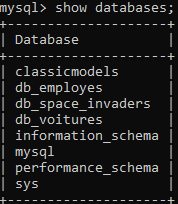 mysql> show databases;
+--------------------+
| Database           |
+--------------------+
| classicmodels      |
| db_employes        |
| db_space_invaders  |
| db_voitures        |
| information_schema |
| mysql              |
| performance_schema |
| sys                |
+--------------------+